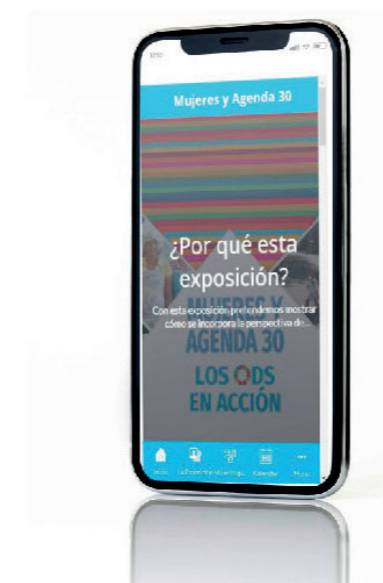 Mujeres y Agenda 30
¿Por qué esta
exposición?
Con esta exposición pretendemos mostrar
cómo se incorpora la perspectiva de...
MUJERES Y
AGENDA 30
LOS ODS
EN ACCIÓN
Inicio
Calendar